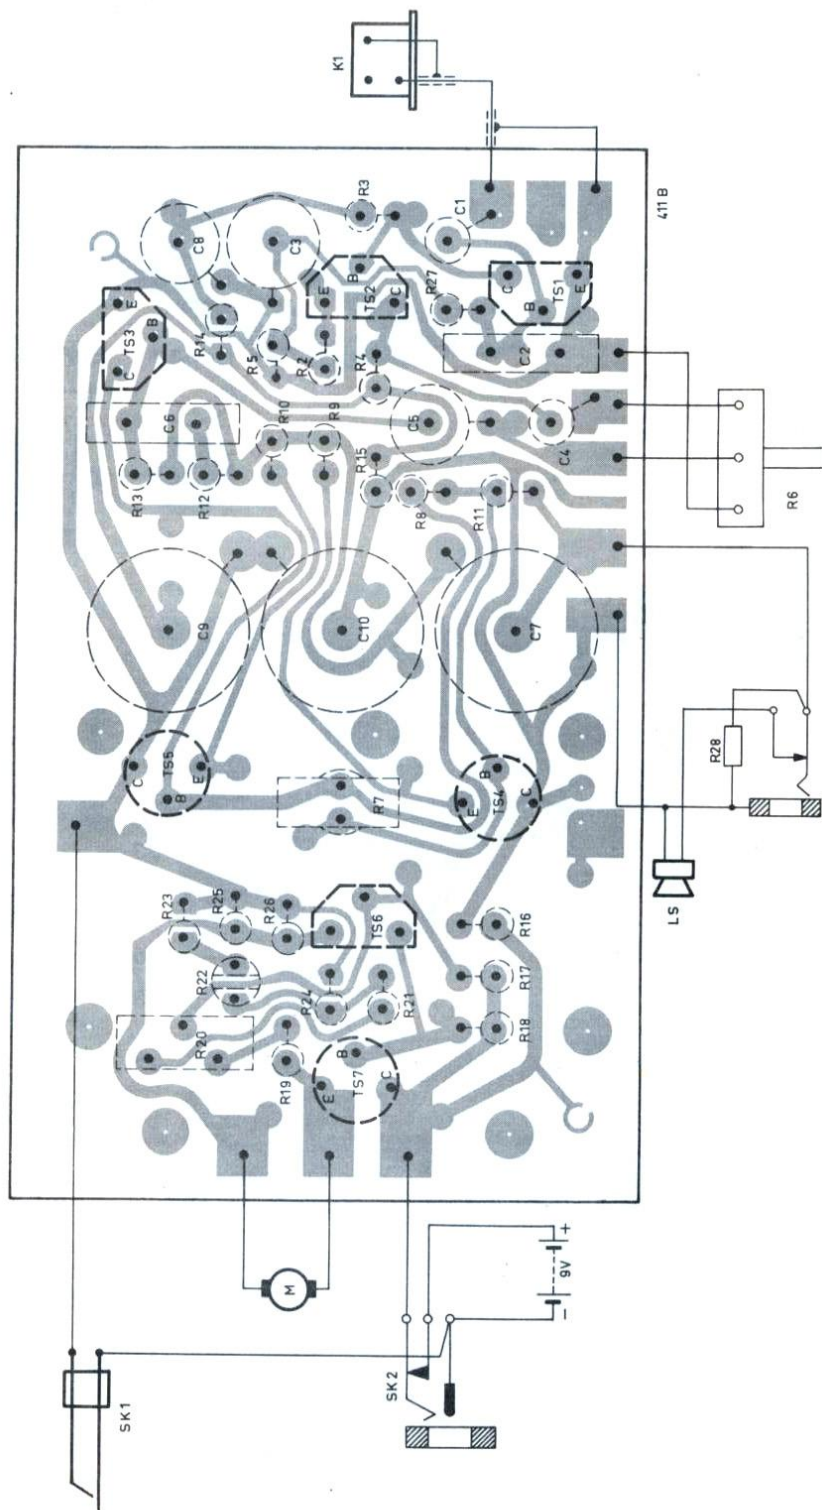 K1
411 B
R3
C8
C3
C1
E
B
TS3
C
R14
R5
R2
E
B
TS2
C
R27
C
B
TS1
E
C2
R4
C6
R10
R9
C5
C4
R13
R12
R15
R8
R11
R6
C9
C10
C7
R28
C
TS5
B
E
R7
E
B
TS4
C
LS
R23
R25
R26
TS6
R16
R22
R24
R21
R17
R20
R18
R19
B
E
TS7
C
M
+
9V
−
SK2
SK1